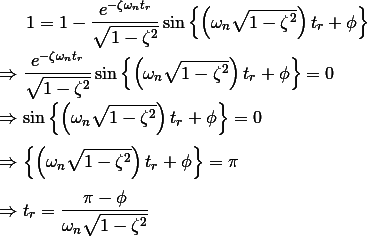 1 = 1 - \frac{e^{-\zeta\omega_n t_r}}{\sqrt{1-\zeta^2}} \sin\left\{\left(\omega_n\sqrt{1-\zeta^2}\right)t_r+\phi\right\}
\Rightarrow \frac{e^{-\zeta\omega_n t_r}}{\sqrt{1-\zeta^2}} \sin\left\{\left(\omega_n\sqrt{1-\zeta^2}\right)t_r+\phi\right\} = 0
\Rightarrow \sin\left\{\left(\omega_n\sqrt{1-\zeta^2}\right)t_r+\phi\right\} = 0
\Rightarrow \left\{\left(\omega_n\sqrt{1-\zeta^2}\right)t_r+\phi\right\} = \pi
\Rightarrow t_r = \frac{\pi-\phi}{\omega_n\sqrt{1-\zeta^2}}